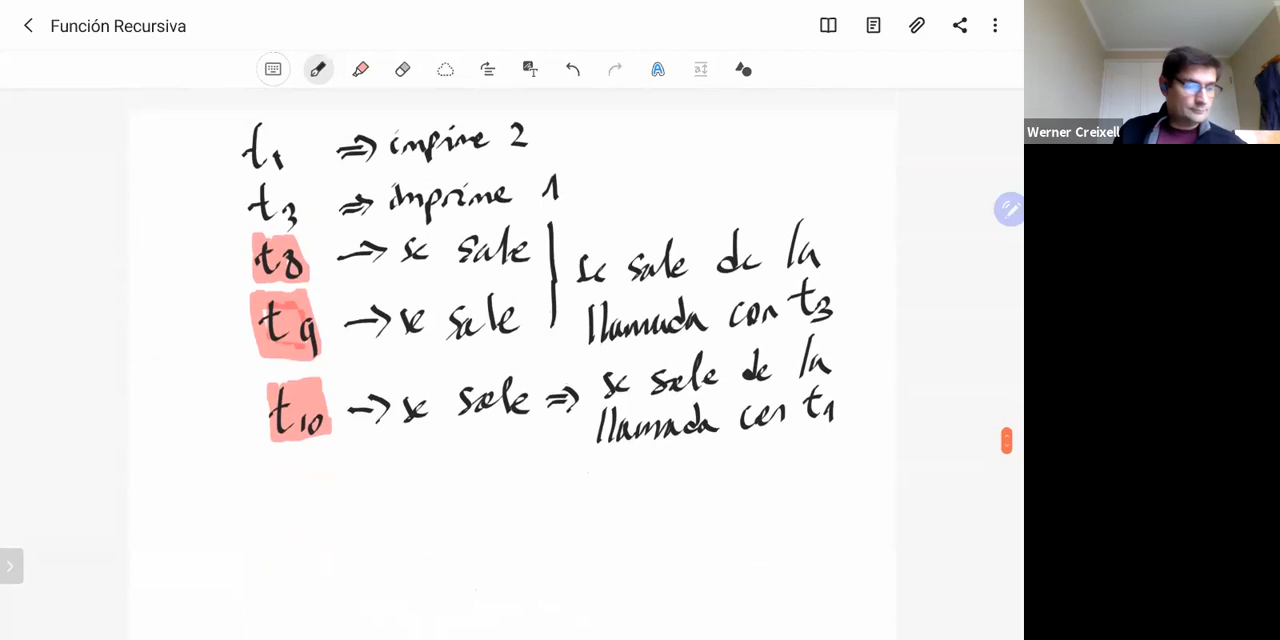 Función Recursiva
Werner Creixell
t1 => impime 2
t3 => imprime 1
t8 -> se sale
t9 -> se sale
se sale de la
llamada con t3
t10 -> se sale => se sale de la
llamada con t1